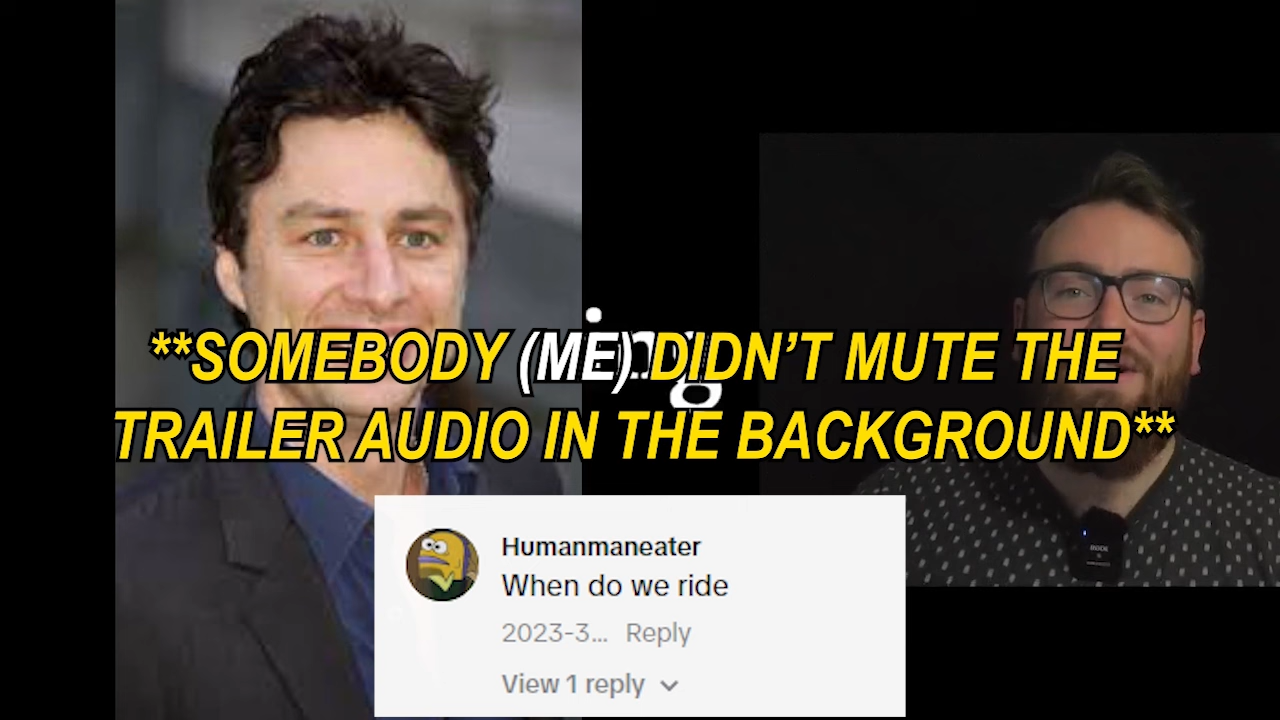 ing
**SOMEBODY (ME) DIDN’T MUTE THE
TRAILER AUDIO IN THE BACKGROUND**
Humanmaneater
When do we ride
2023-3... Reply
View 1 reply